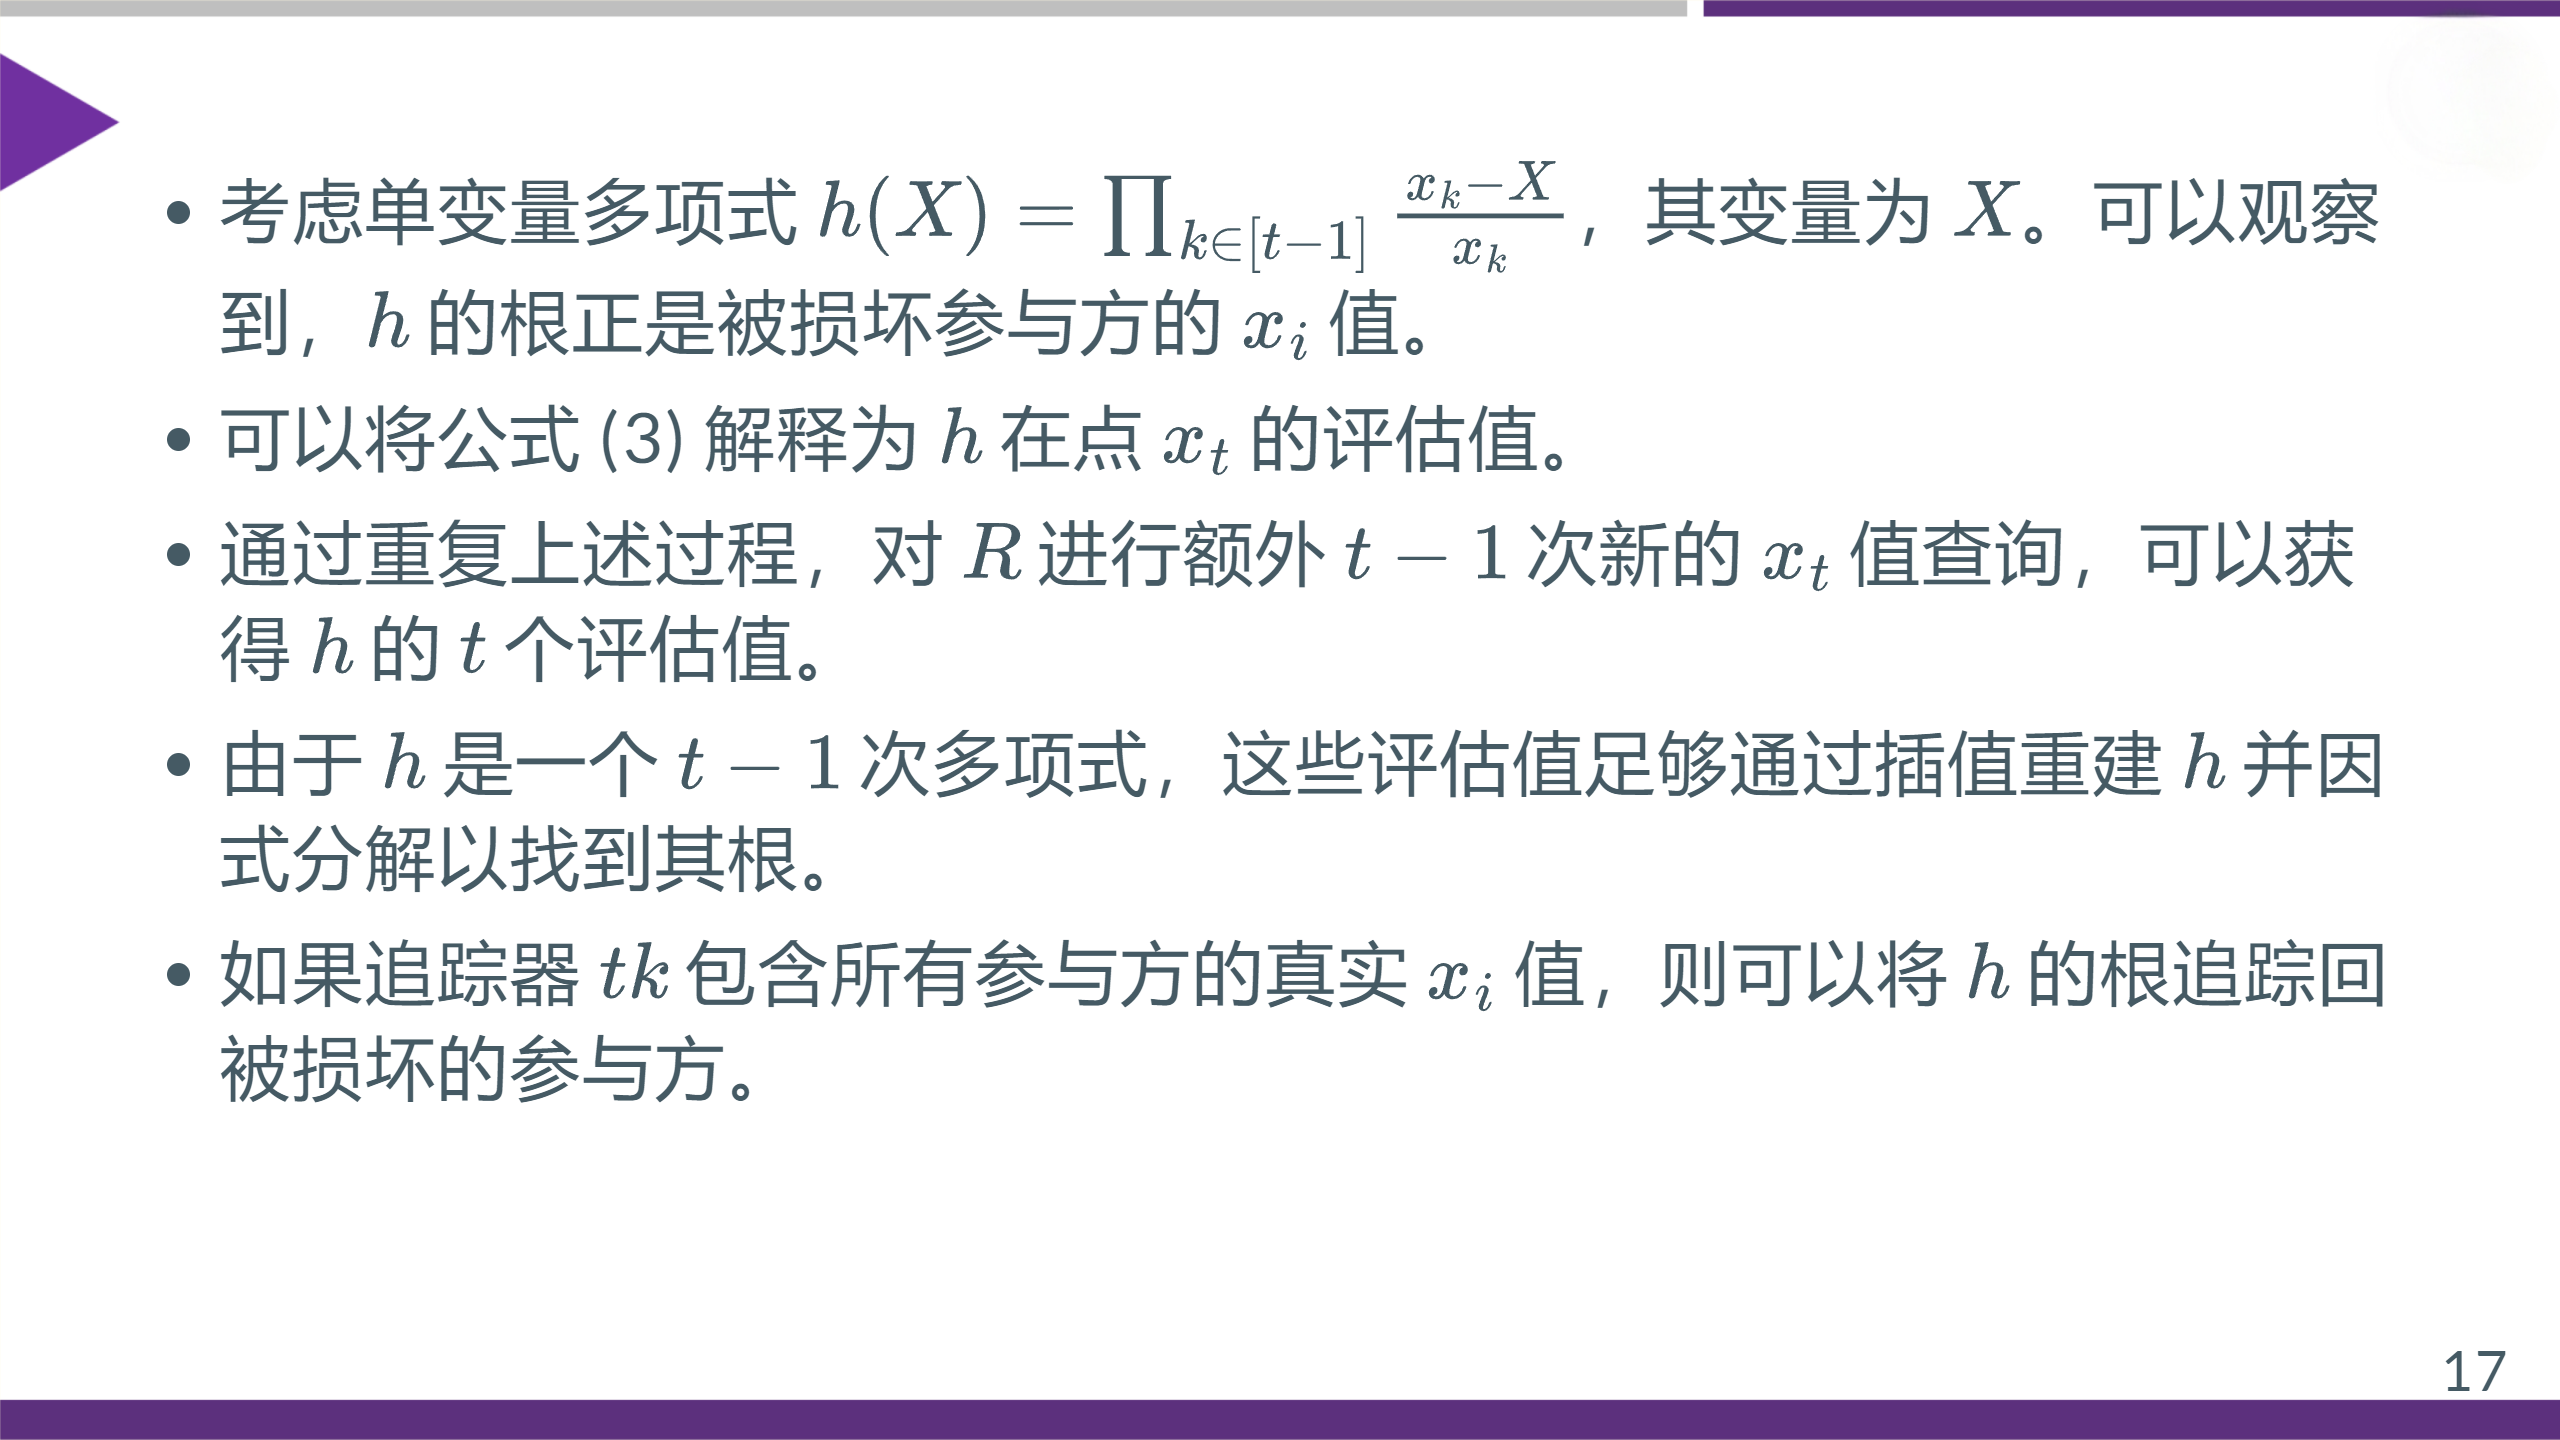 • 考虑单变量多项式 $h(X) = \prod_{k \in [t-1]} \frac{x_k - X}{x_k}$，其变量为 $X$。可以观察
到，$h$ 的根正是被损坏参与方的 $x_i$ 值。
• 可以将公式 (3) 解释为 $h$ 在点 $x_t$ 的评估值。
• 通过重复上述过程，对 $R$ 进行额外 $t - 1$ 次新的 $x_t$ 值查询，可以获
得 $h$ 的 $t$ 个评估值。
• 由于 $h$ 是一个 $t - 1$ 次多项式，这些评估值足够通过插值重建 $h$ 并因
式分解以找到其根。
• 如果追踪器 $tk$ 包含所有参与方的真实 $x_i$ 值，则可以将 $h$ 的根追踪回
被损坏的参与方。
17